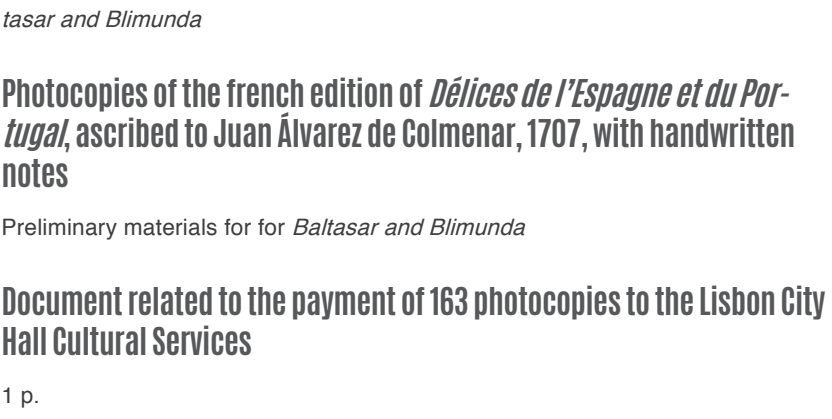 tasar and Blimunda
Photocopies of the french edition of Délices de l’Espagne et du Por-
tugal, ascribed to Juan Álvarez de Colmenar, 1707, with handwritten
notes
Preliminary materials for for Baltasar and Blimunda
Document related to the payment of 163 photocopies to the Lisbon City
Hall Cultural Services
1 p.